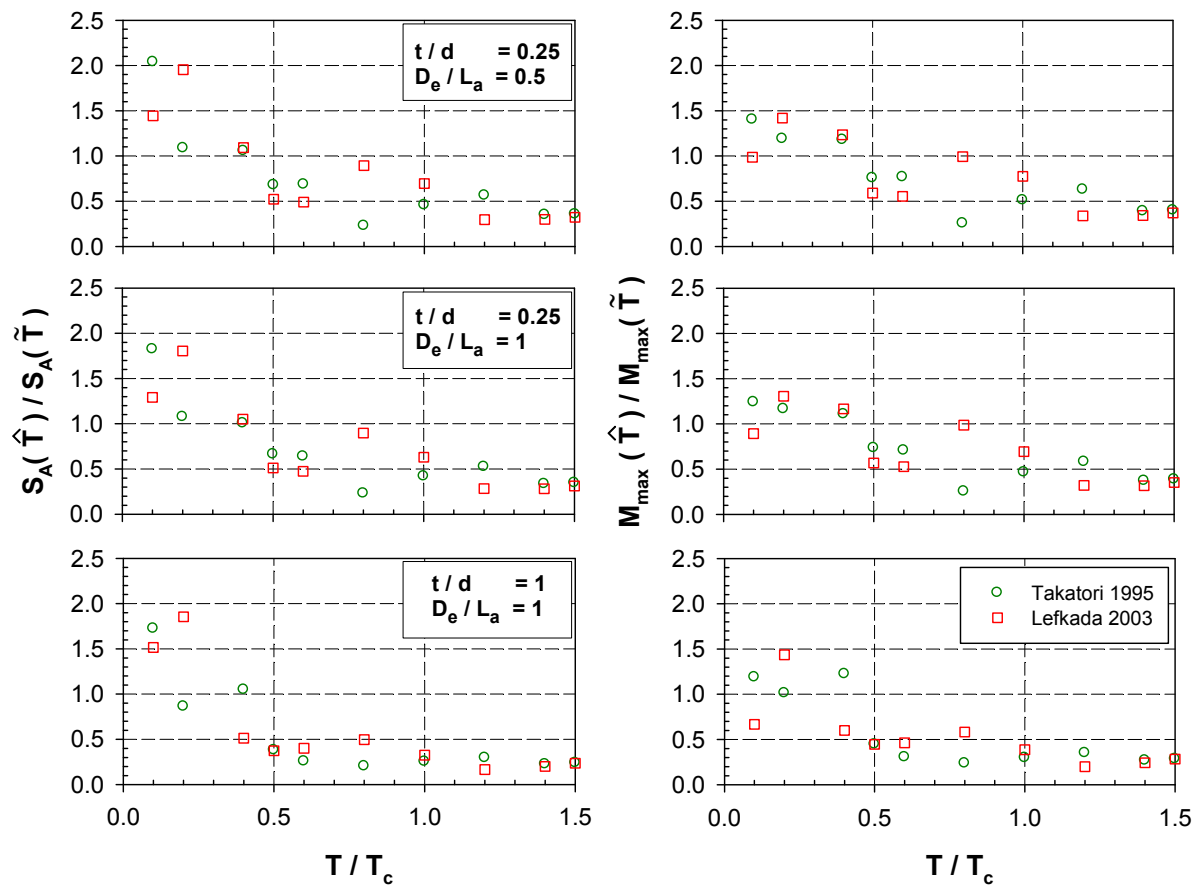 2.5
2.0
1.5
1.0
0.5
0.0
t / d = 0.25
D_e / L_a = 0.5
2.5
2.0
1.5
1.0
0.5
0.0
2.5
2.0
1.5
1.0
0.5
0.0
t / d = 0.25
D_e / L_a = 1
2.5
2.0
1.5
1.0
0.5
0.0
S_A(T̂) / S_A(T̃)
M_max(T̂) / M_max(T̃)
2.5
2.0
1.5
1.0
0.5
0.0
t / d = 1
D_e / L_a = 1
2.5
2.0
1.5
1.0
0.5
0.0
Takatori 1995
Lefkada 2003
0.0 0.5 1.0 1.5
0.0 0.5 1.0 1.5
T / T_c
T / T_c